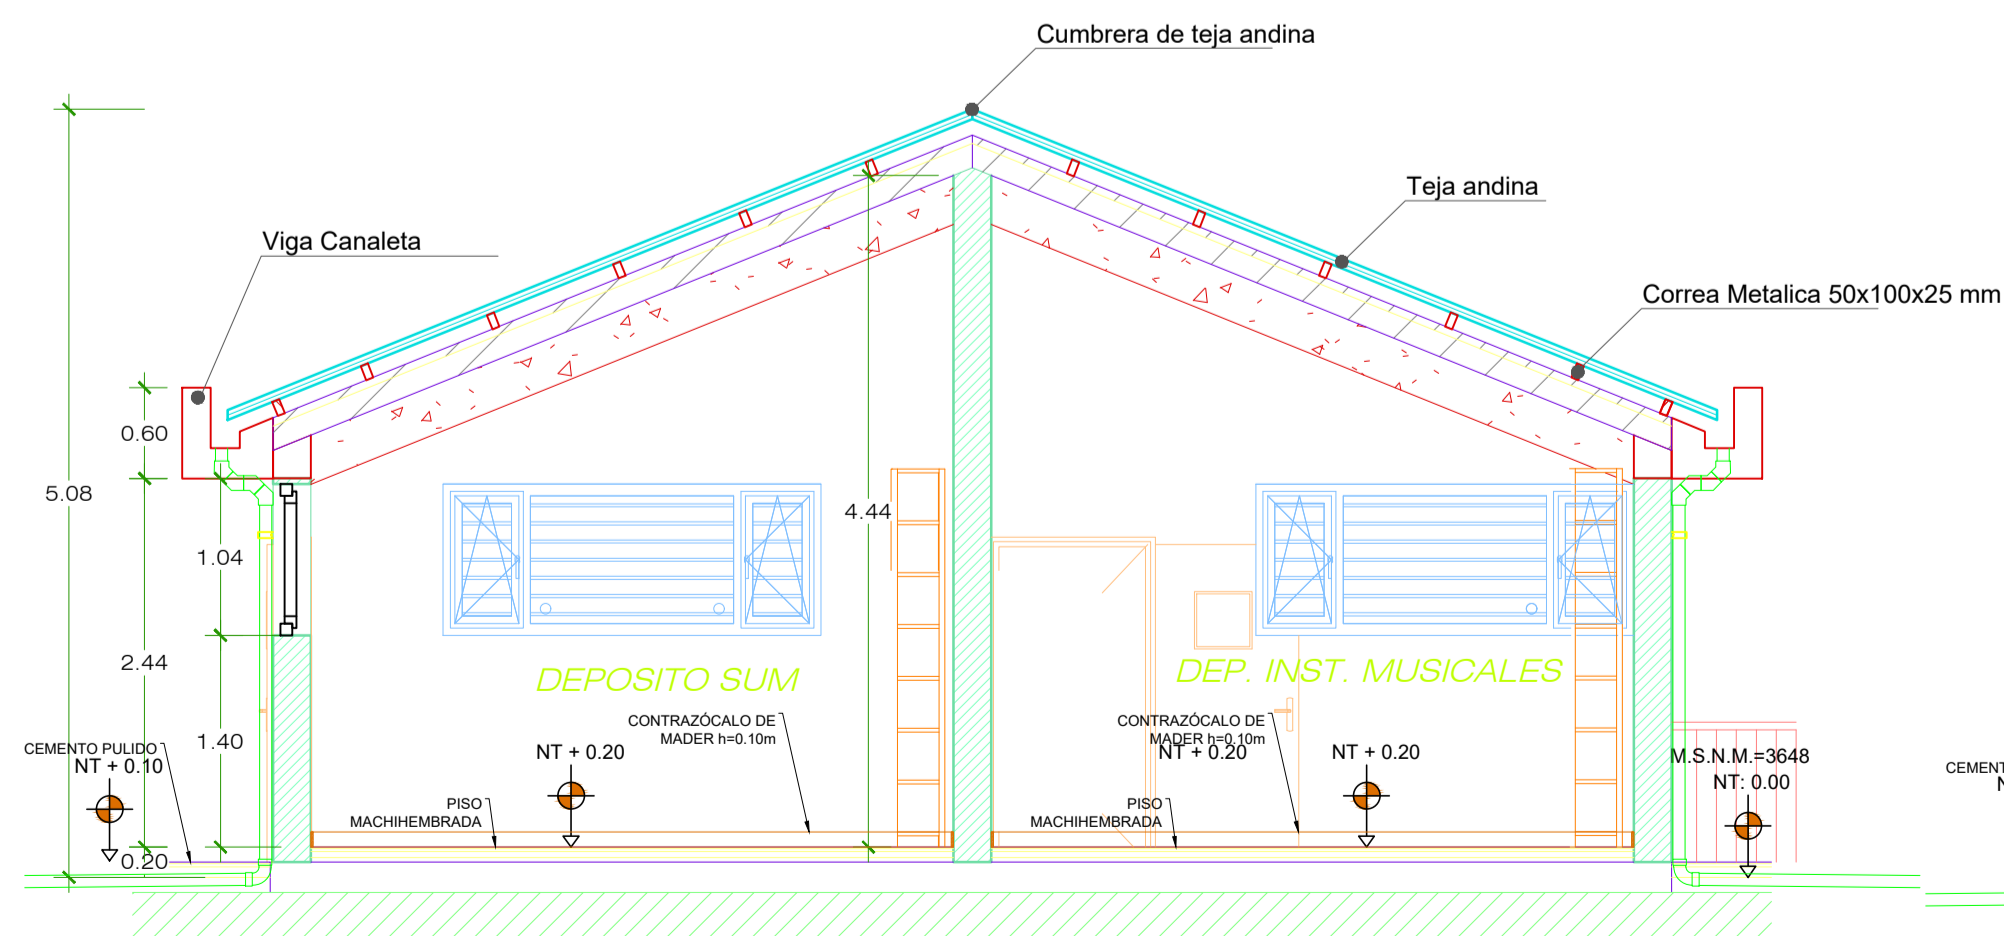 Cumbrera de teja andina
Teja andina
Viga Canaleta
Correa Metalica 50x100x25 mm
0.60
5.08
4.44
1.04
2.44
1.40
0.20
DEPOSITO SUM
DEP. INST. MUSICALES
CONTRAZÓCALO DE
MADER h=0.10m
CONTRAZÓCALO DE
MADER h=0.10m
CEMENTO PULIDO
NT + 0.10
NT + 0.20
NT + 0.20
NT + 0.20
M.S.N.M.=3648
NT: 0.00
PISO
MACHIHEMBRADA
PISO
MACHIHEMBRADA
CEMENT
N